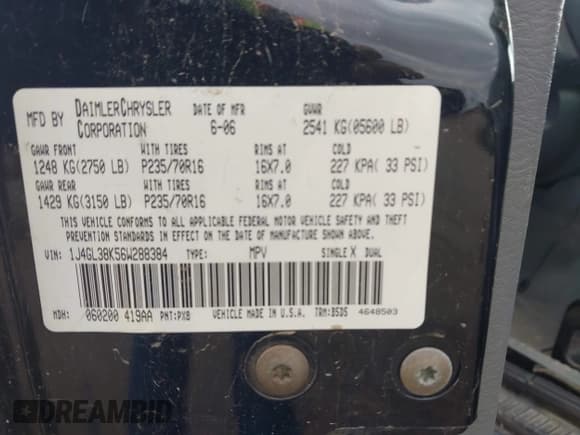 MFD BY DAIMLERCHRYSLER CORPORATION DATE OF MFR 6-06 GVWR 2541 KG(05600 LB)
GAWR FRONT WITH TIRES RIMS AT COLD
1248 KG(2750 LB) P235/70R16 16X7.0 227 KPA( 33 PSI)
GAWR REAR WITH TIRES RIMS AT COLD
1429 KG(3150 LB) P235/70R16 16X7.0 227 KPA( 33 PSI)
THIS VEHICLE CONFORMS TO ALL APPLICABLE FEDERAL MOTOR VEHICLE SAFETY AND THEFT
PREVENTION STANDARDS IN EFFECT ON THE DATE OF MANUFACTURE SHOWN ABOVE.
VIN: 1J4GL38K56W288384 TYPE: MPV SINGLE X DUAL
MDH: 060200 419AA PNT:PXB VEHICLE MADE IN U.S.A. TRM:BSDS 4648503
DREAMBID